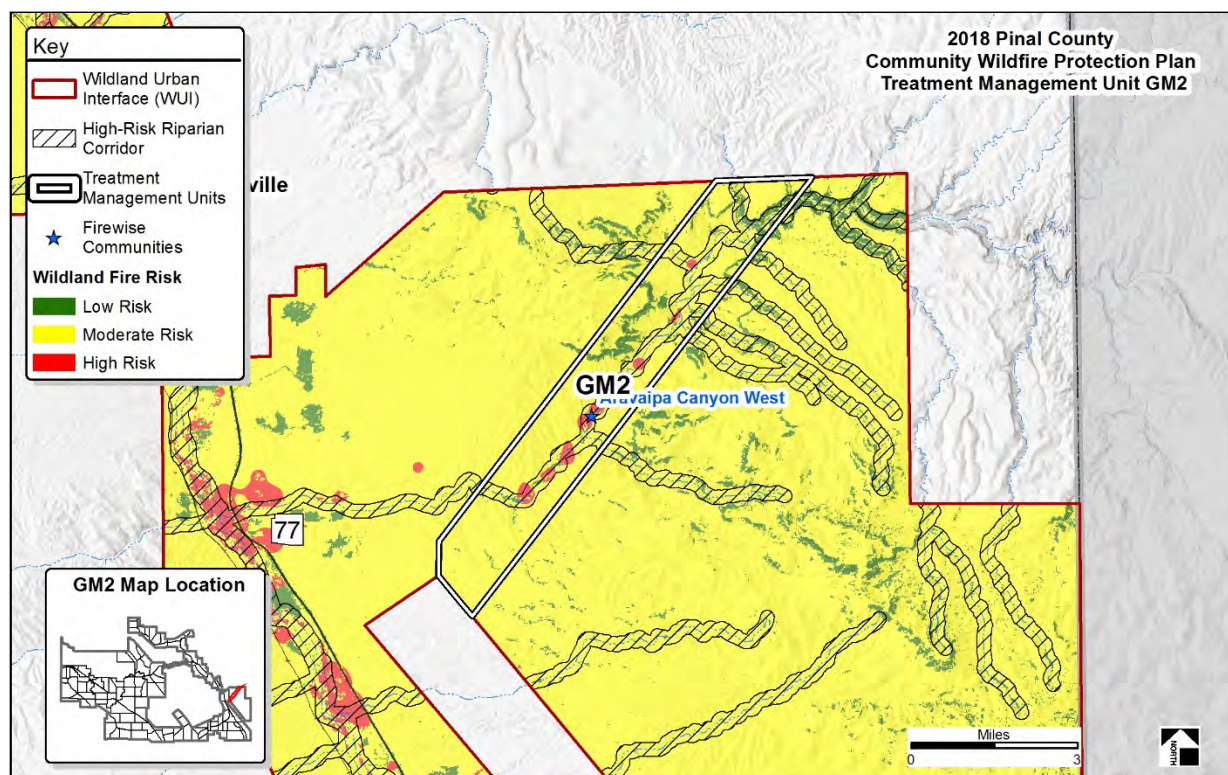 Key
Wildland Urban
Interface (WUI)
High-Risk Riparian
Corridor
Treatment
Management Units
Firewise
Communities
Wildland Fire Risk
Low Risk
Moderate Risk
High Risk
2018 Pinal County
Community Wildfire Protection Plan
Treatment Management Unit GM2
ville
GM2
Aravaipa Canyon West
77
GM2 Map Location
Miles
3
NORTH